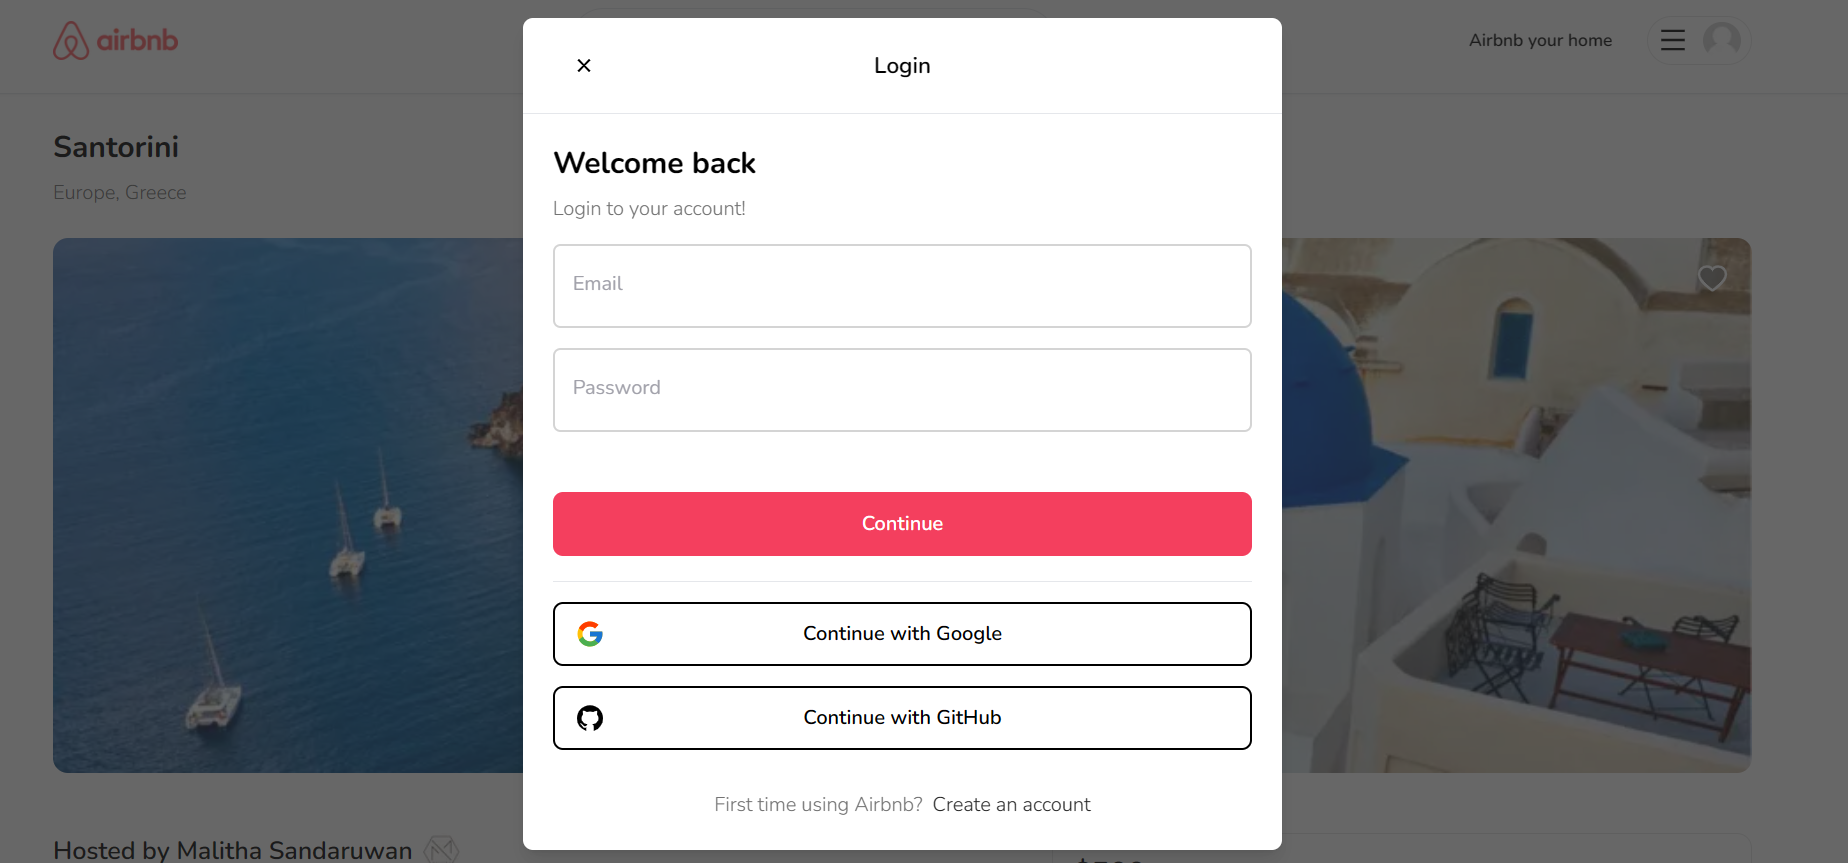 airbnb
Airbnb your home
Santorini
Europe, Greece
Login
Welcome back
Login to your account!
Email
Password
Continue
Continue with Google
Continue with GitHub
First time using Airbnb? Create an account
Hosted by Malitha Sandaruwan